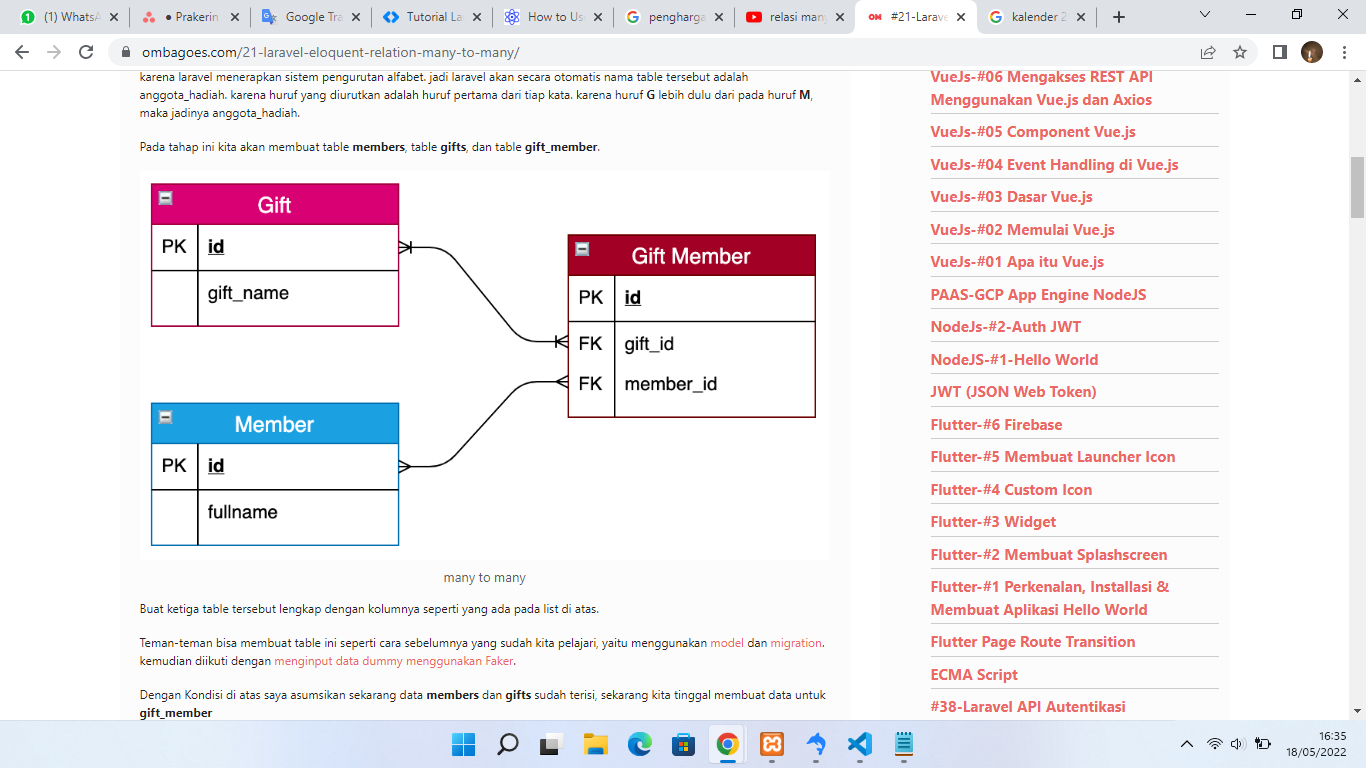 (1) WhatsA
● Prakerin
Google Tra
Tutorial La
How to Us
pengharga
relasi many
#21-Larave
kalender 2
ombagoes.com/21-laravel-eloquent-relation-many-to-many/
karena laravel menerapkan sistem pengurutan alfabet. jadi laravel akan secara otomatis nama table tersebut adalah
anggota_hadiah. karena huruf yang diurutkan adalah huruf pertama dari tiap kata. karena huruf G lebih dulu dari pada huruf M,
maka jadinya anggota_hadiah.
Pada tahap ini kita akan membuat table members, table gifts, dan table gift_member.
Gift
PK id
gift_name
Gift Member
PK id
FK gift_id
FK member_id
Member
PK id
fullname
many to many
Buat ketiga table tersebut lengkap dengan kolumnya seperti yang ada pada list di atas.
Teman-teman bisa membuat table ini seperti cara sebelumnya yang sudah kita pelajari, yaitu menggunakan model dan migration.
kemudian diikuti dengan menginput data dummy menggunakan Faker.
Dengan Kondisi di atas saya asumsikan sekarang data members dan gifts sudah terisi, sekarang kita tinggal membuat data untuk
gift_member
VueJs-#06 Mengakses REST API
Menggunakan Vue.js dan Axios
VueJs-#05 Component Vue.js
VueJs-#04 Event Handling di Vue.js
VueJs-#03 Dasar Vue.js
VueJs-#02 Memulai Vue.js
VueJs-#01 Apa itu Vue.js
PAAS-GCP App Engine NodeJS
NodeJs-#2-Auth JWT
NodeJS-#1-Hello World
JWT (JSON Web Token)
Flutter-#6 Firebase
Flutter-#5 Membuat Launcher Icon
Flutter-#4 Custom Icon
Flutter-#3 Widget
Flutter-#2 Membuat Splashscreen
Flutter-#1 Perkenalan, Installasi &
Membuat Aplikasi Hello World
Flutter Page Route Transition
ECMA Script
#38-Laravel API Autentikasi
16:35
18/05/2022